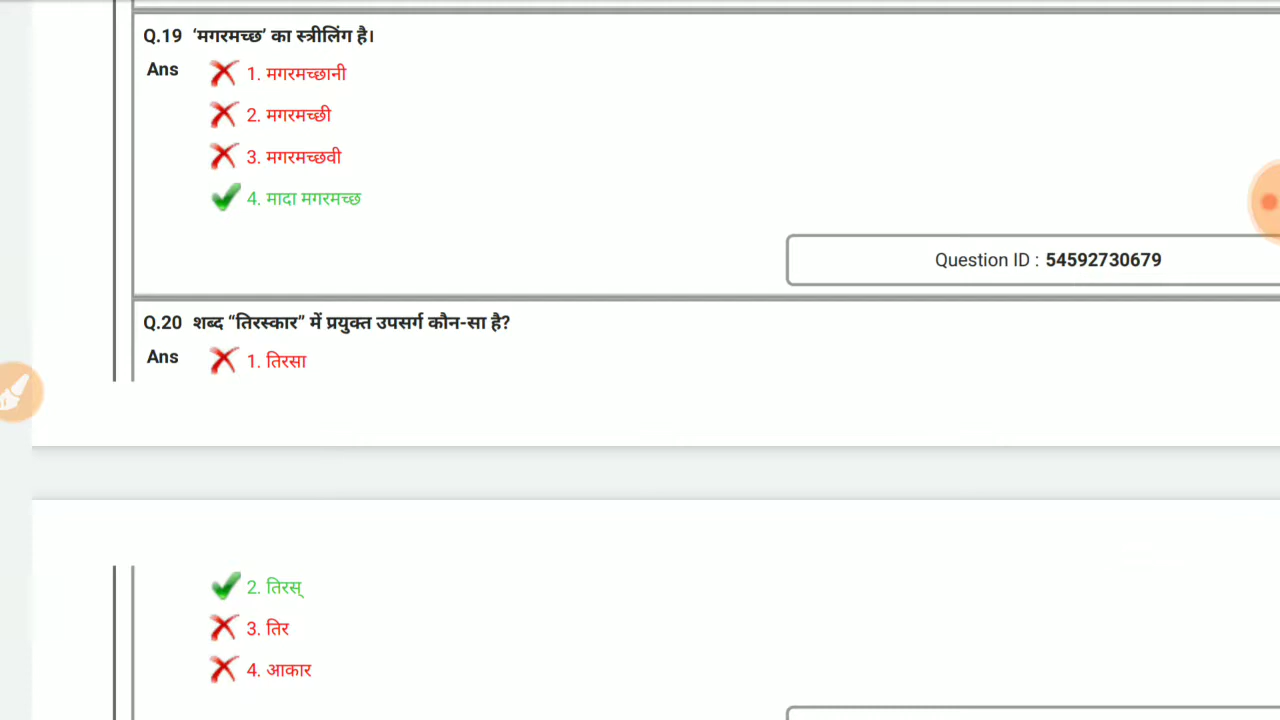 Q.19 ‘मगरमच्छ’ का स्त्रीलिंग है।
Ans 1. मगरमच्छानी
2. मगरमच्छी
3. मगरमच्छवी
4. मादा मगरमच्छ
Question ID : 54592730679
Q.20 शब्द “तिरस्कार” में प्रयुक्त उपसर्ग कौन-सा है?
Ans 1. तिरसा
2. तिरस्
3. तिर
4. आकार